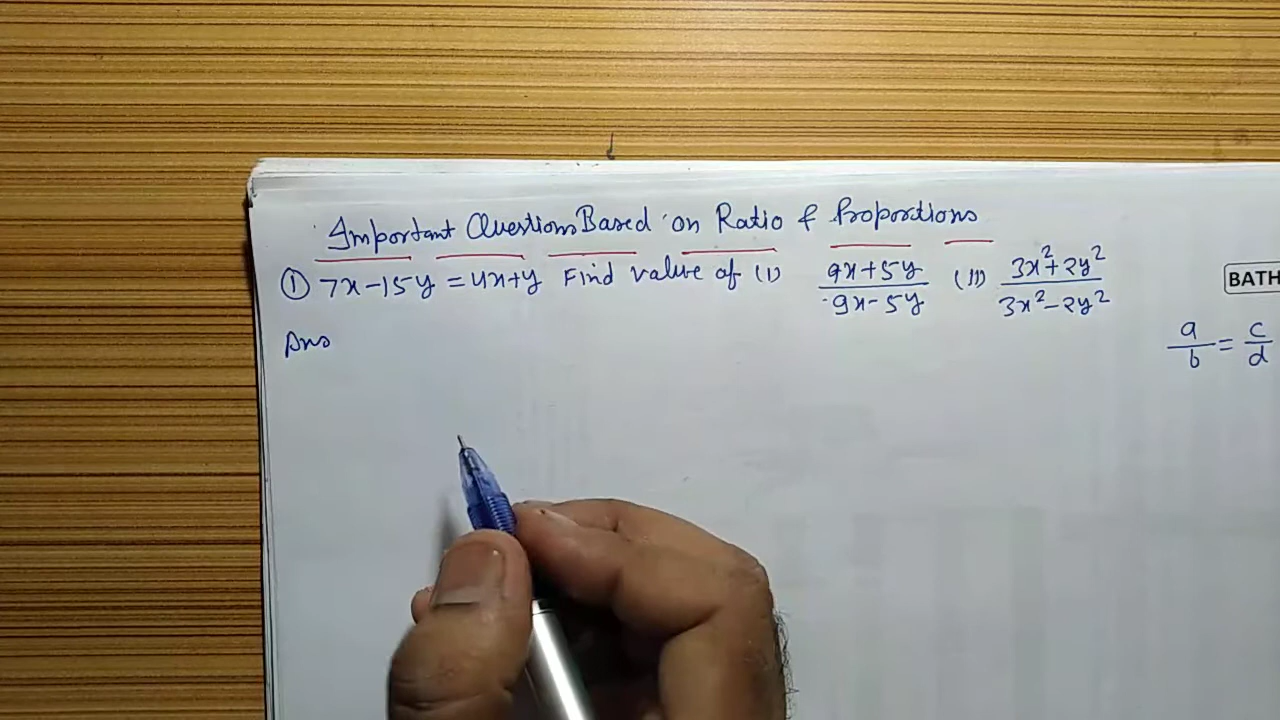 Important Questions Based on Ratio & Proportions
① 7x-15y = 4x+y Find value of (I) 9x+5y / 9x-5y (II) 3x²+2y² / 3x²-2y²
BATH
Ans
a/b = c/d